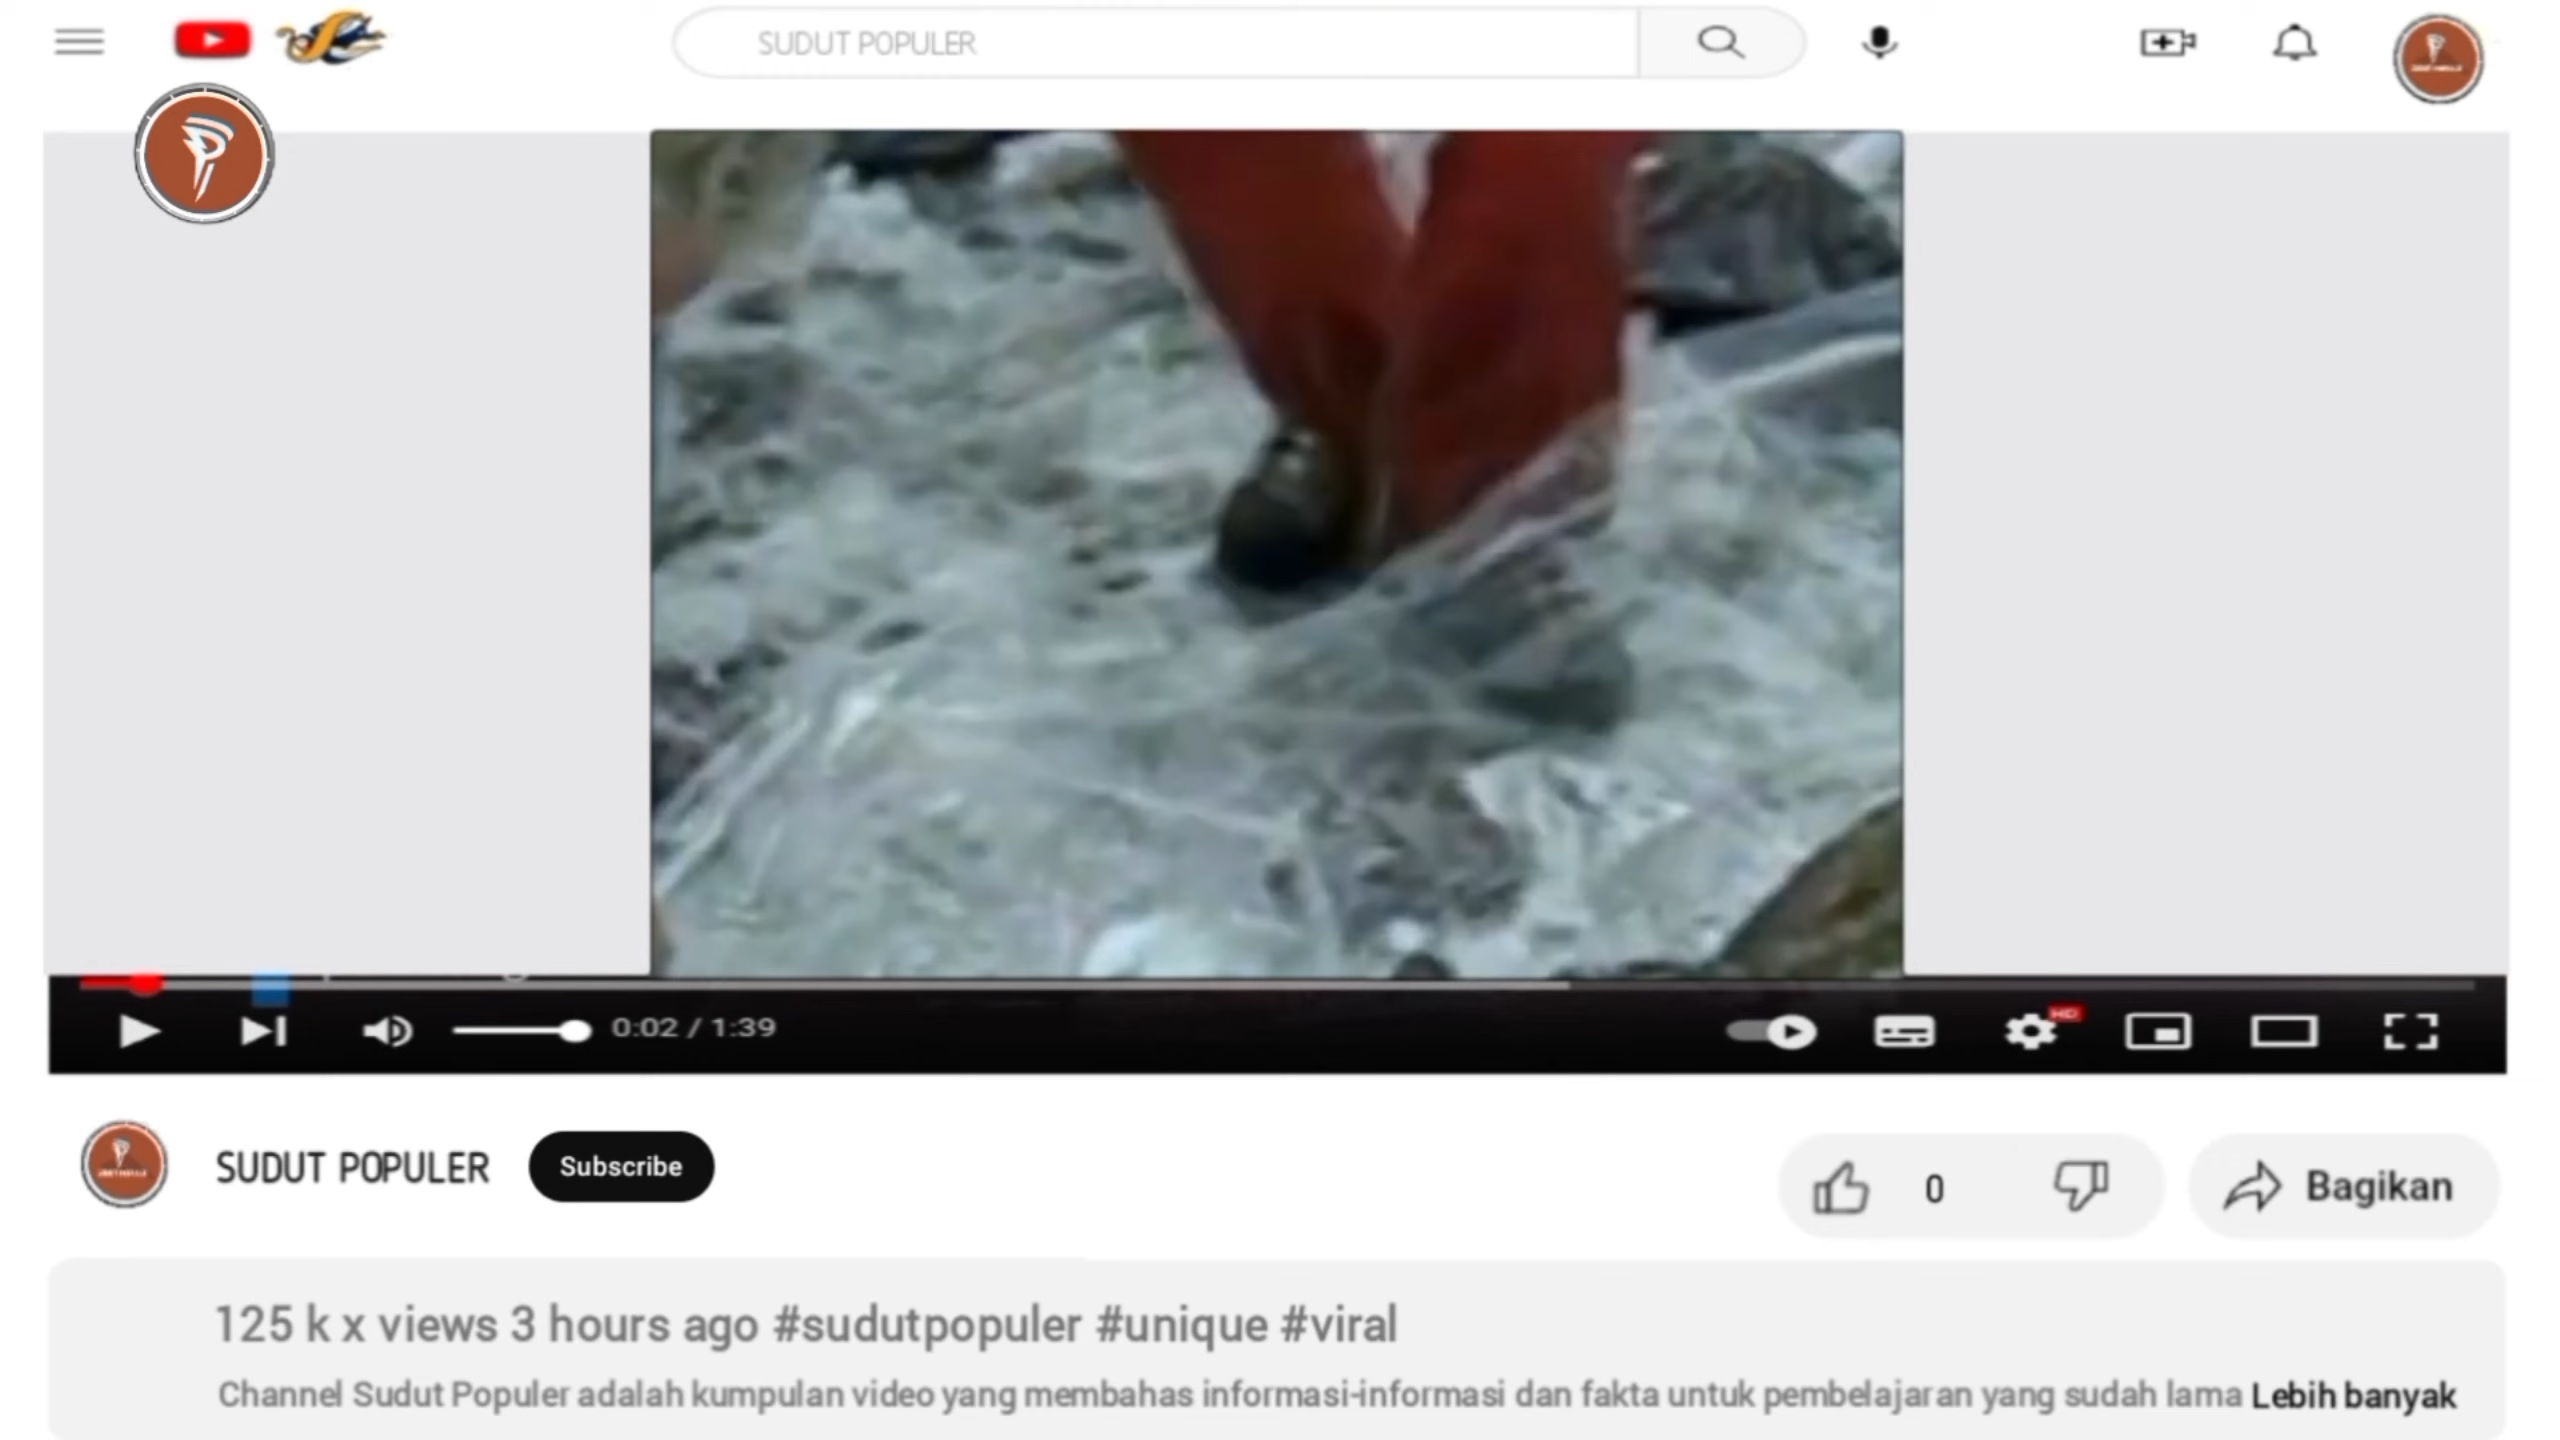 SUDUT POPULER
0:02 / 1:39
HD
SUDUT POPULER
Subscribe
0
Bagikan
125 k x views 3 hours ago #sudutpopuler #unique #viral
Channel Sudut Populer adalah kumpulan video yang membahas informasi-informasi dan fakta untuk pembelajaran yang sudah lama Lebih banyak